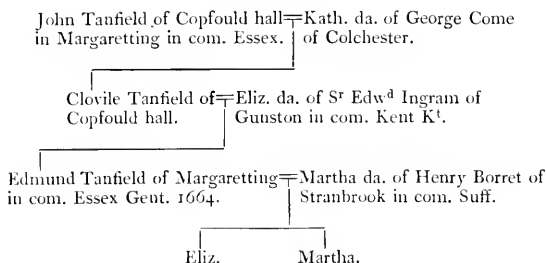 John Tanfield of Copfould hall=Kath. da. of George Come
in Margaretting in com. Essex. of Colchester.
Clovile Tanfield of=Eliz. da. of Sʳ Edwᵈ Ingram of
Copfould hall. Gunston in com. Kent Kᵗ.
Edmund Tanfield of Margaretting=Martha da. of Henry Borret of
in com. Essex Gent. 1664. Stranbrook in com. Suff.
Eliz. Martha.